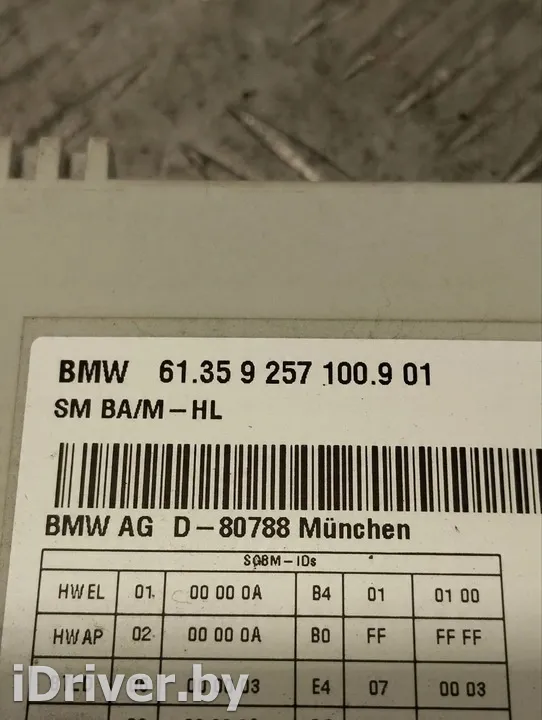 BMW 61.35 9 257 100.9 01
SM BA/M-HL
BMW AG D-80788 München
SGBM-IDs
HWEL 01 00 00 0A B4 01 01 00
HWAP 02 00 00 0A B0 FF FF FF
03 E4 07 00 03
iDriver.by